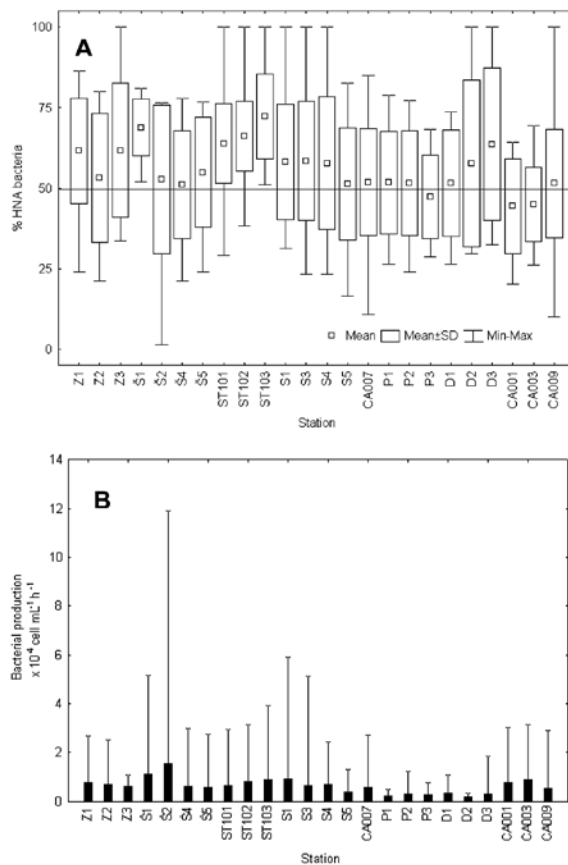 A
% HNA bacteria
100
75
50
25
0
Mean Mean±SD Min-Max
Z1 Z2 Z3 Š1 Š2 Š4 Š5 ST101 ST102 ST103 S1 S3 S4 S5 CA007 P1 P2 P3 D1 D2 D3 CA001 CA003 CA009
Station
B
Bacterial production
x 10⁴ cell mL⁻¹ h⁻¹
14
12
10
8
6
4
2
0
Z1 Z2 Z3 Š1 Š2 Š4 Š5 ST101 ST102 ST103 S1 S3 S4 S5 CA007 P1 P2 P3 D1 D2 D3 CA001 CA003 CA009
Station